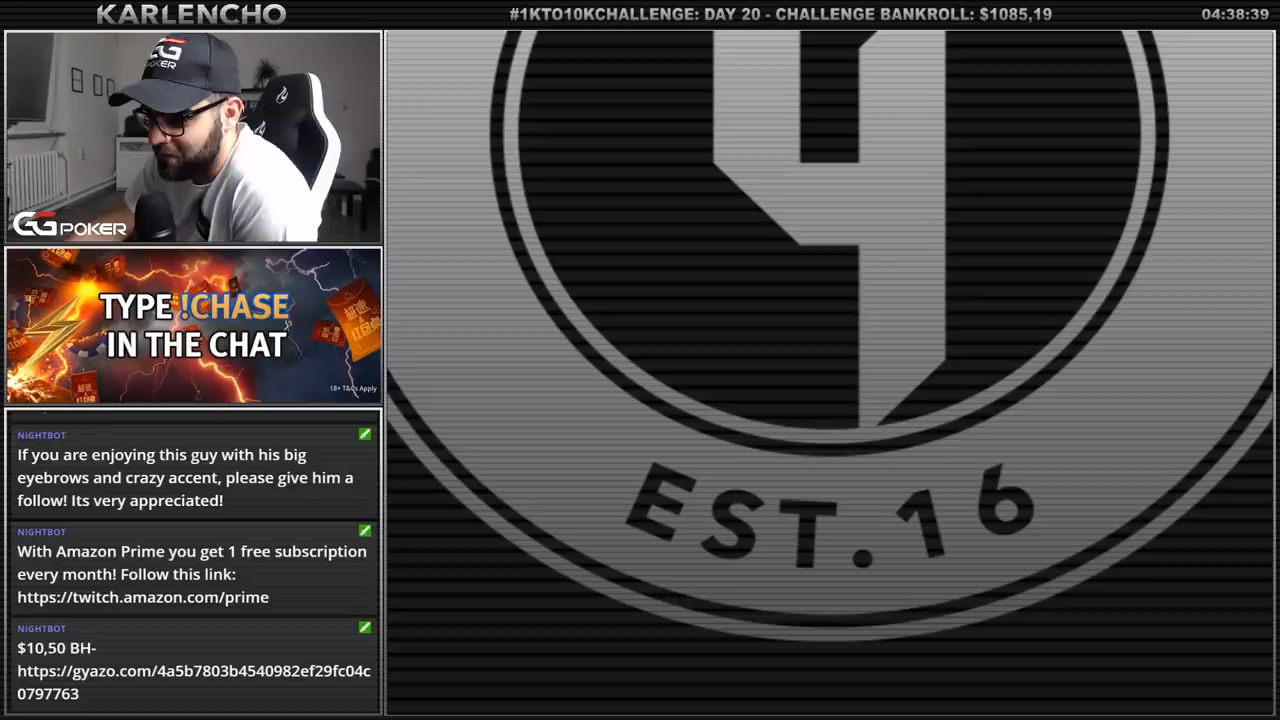 KARLENCHO
#1KTO10KCHALLENGE: DAY 20 - CHALLENGE BANKROLL: $1085,19
04:38:39
GG
POKER
GG POKER
TYPE !CHASE
IN THE CHAT
18+ T&Cs Apply
NIGHTBOT
If you are enjoying this guy with his big
eyebrows and crazy accent, please give him a
follow! Its very appreciated!
NIGHTBOT
With Amazon Prime you get 1 free subscription
every month! Follow this link:
https://twitch.amazon.com/prime
NIGHTBOT
$10,50 BH-
https://gyazo.com/4a5b7803b4540982ef29fc04c
0797763
EST.16